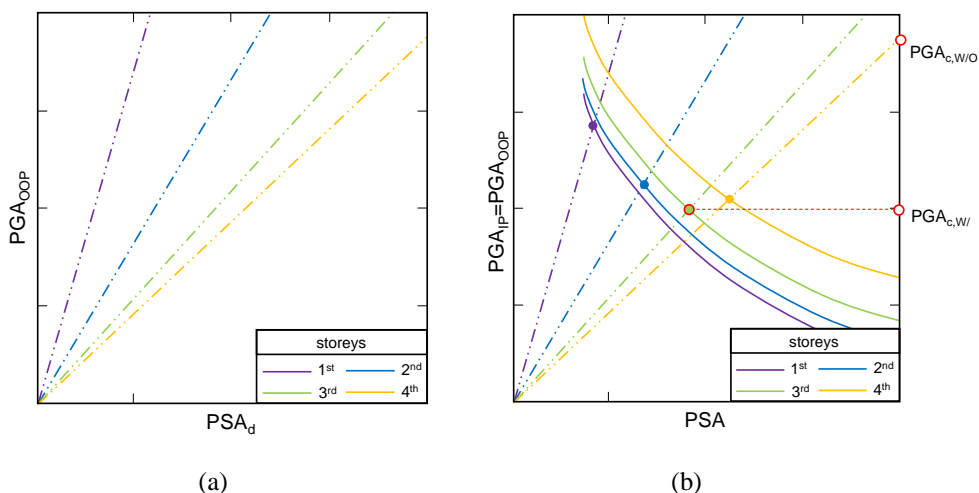 PGA_OOP
storeys
1st 2nd
3rd 4th
PSA_d
(a)
PGA_IP=PGA_OOP
PGA_c,W/O
PGA_c,W/
storeys
1st 2nd
3rd 4th
PSA
(b)